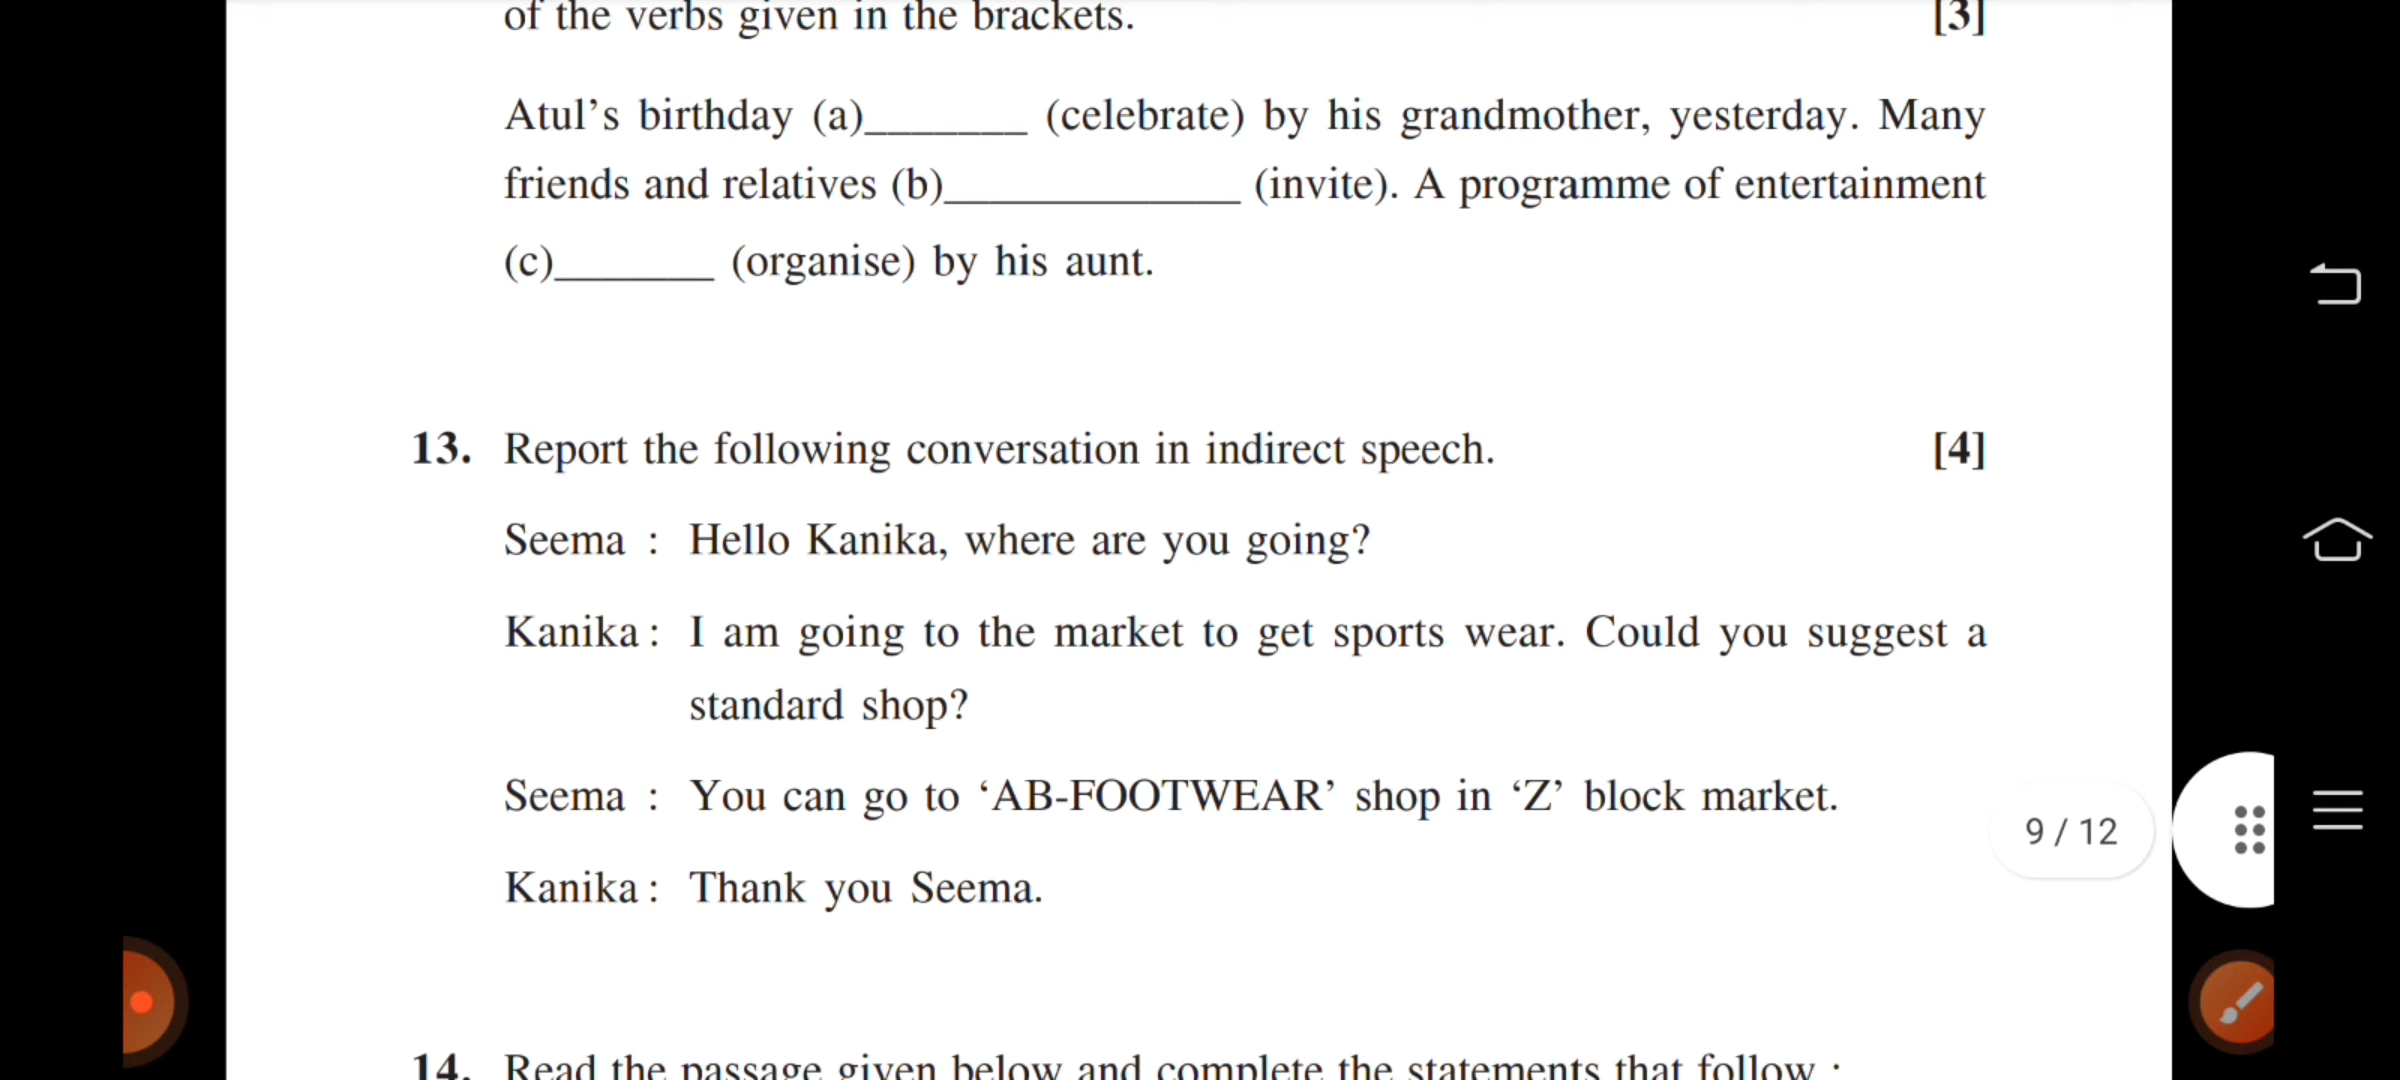 of the verbs given in the brackets. [3]
Atul’s birthday (a)_______ (celebrate) by his grandmother, yesterday. Many
friends and relatives (b)_____________ (invite). A programme of entertainment
(c)_______ (organise) by his aunt.
13. Report the following conversation in indirect speech. [4]
Seema : Hello Kanika, where are you going?
Kanika : I am going to the market to get sports wear. Could you suggest a
standard shop?
Seema : You can go to ‘AB-FOOTWEAR’ shop in ‘Z’ block market.
9 / 12
Kanika : Thank you Seema.
14. Read the passage given below and complete the statements that follow :